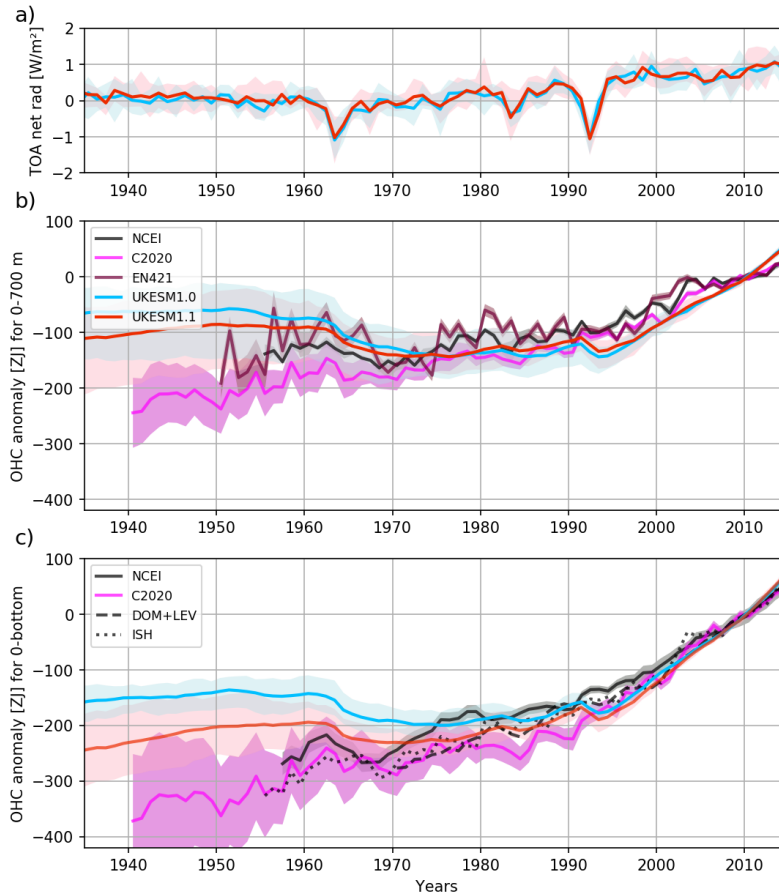 a)
TOA net rad [W/m²]
2
1
0
−1
−2
1940 1950 1960 1970 1980 1990 2000 2010
b)
OHC anomaly [ZJ] for 0-700 m
100
0
−100
−200
−300
−400
NCEI
C2020
EN421
UKESM1.0
UKESM1.1
1940 1950 1960 1970 1980 1990 2000 2010
c)
OHC anomaly [ZJ] for 0-bottom
100
0
−100
−200
−300
−400
NCEI
C2020
DOM+LEV
ISH
1940 1950 1960 1970 1980 1990 2000 2010
Years